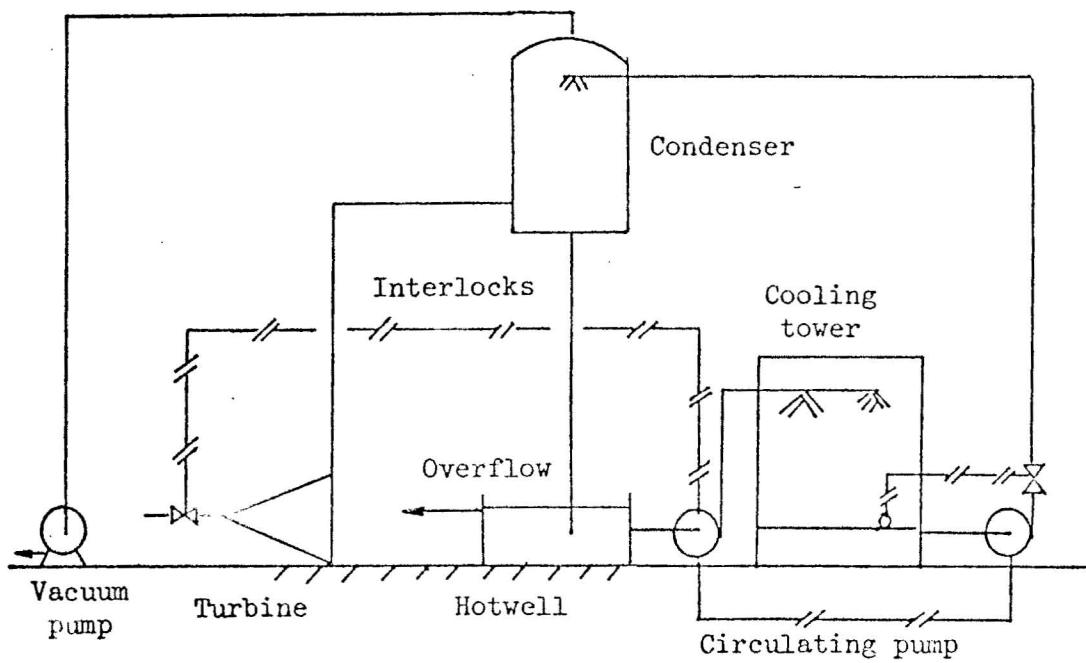 Condenser
Interlocks
Cooling
tower
Overflow
Vacuum
pump
Turbine
Hotwell
Circulating pump